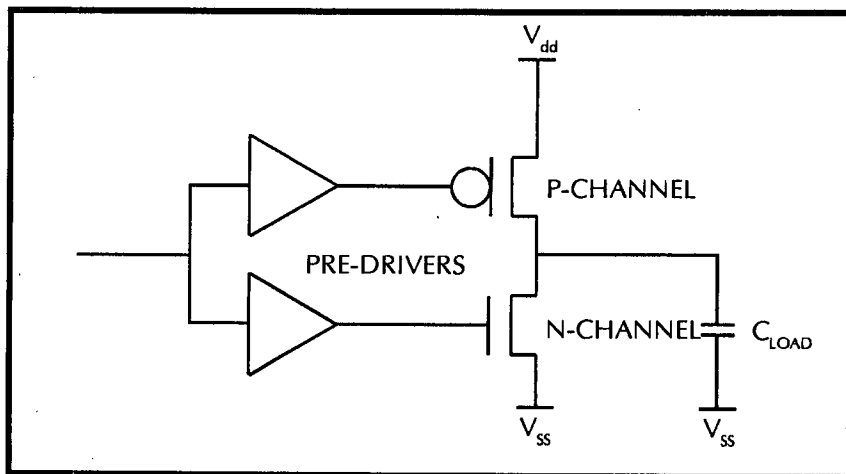 V_dd
P-CHANNEL
PRE-DRIVERS
N-CHANNEL
C_LOAD
V_SS
V_SS